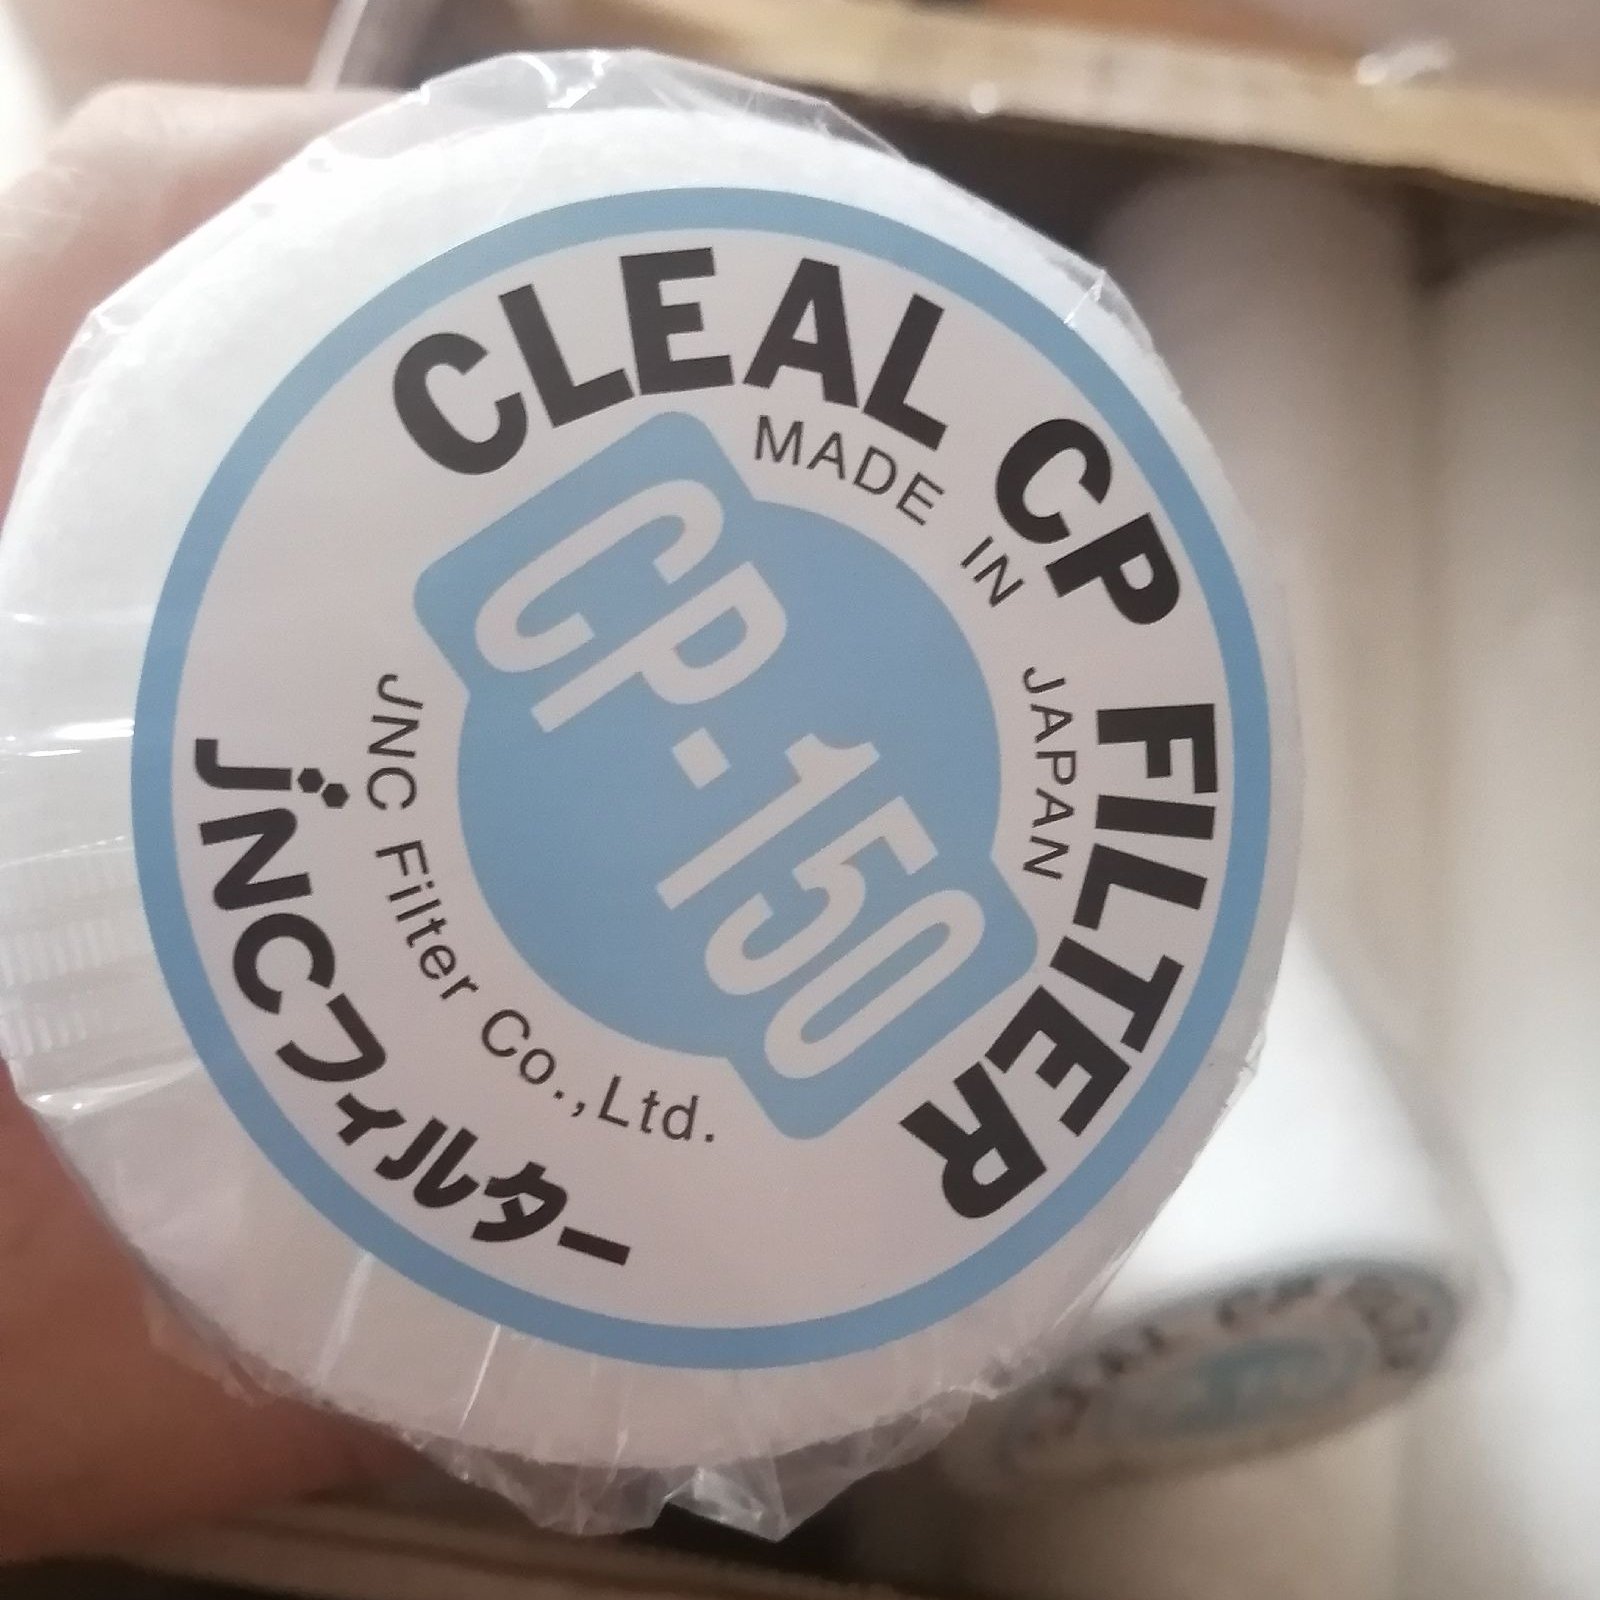 CLEAL CP FILTER
MADE IN JAPAN
CP-150
JNC Filter Co.,Ltd.
JNCフィルター